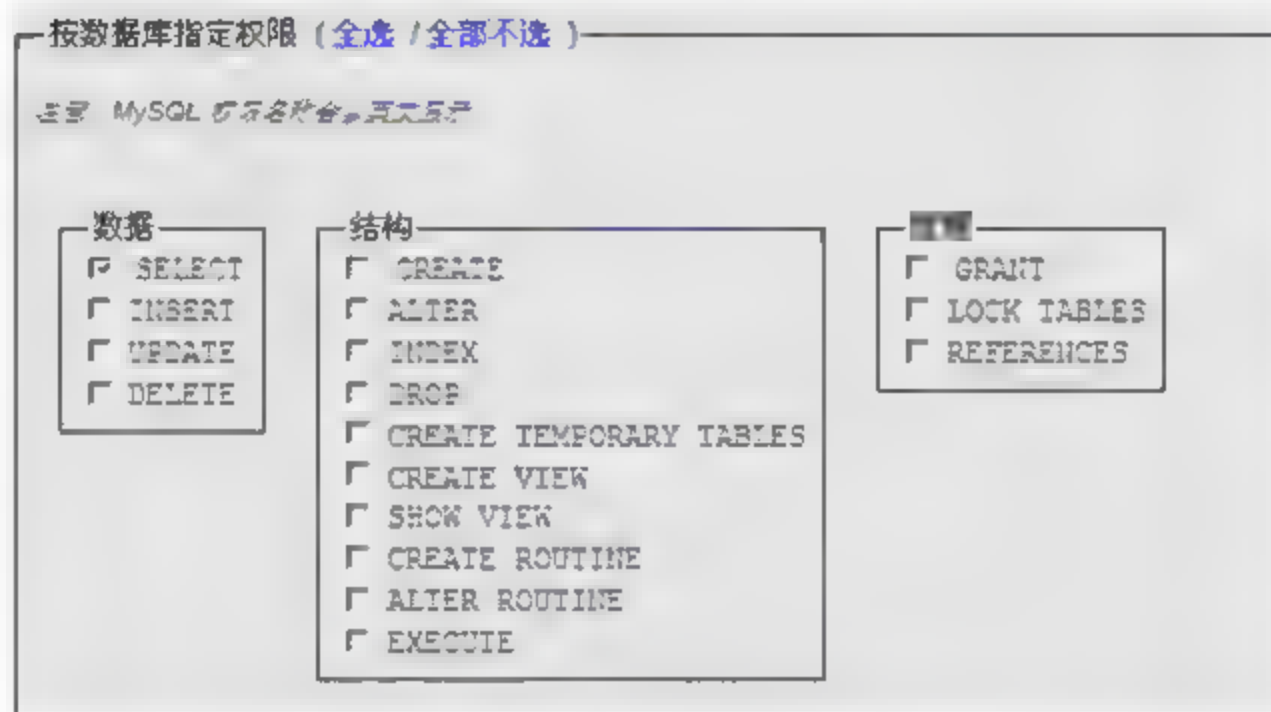 按数据库指定权限 (全选 /全部不选 )
MySQL
数据
SELECT
INSERT
UPDATE
DELETE
结构
CREATE
ALTER
INDEX
DROP
CREATE TEMPORARY TABLES
CREATE VIEW
SHOW VIEW
CREATE ROUTINE
ALTER ROUTINE
EXECUTE
GRANT
LOCK TABLES
REFERENCES